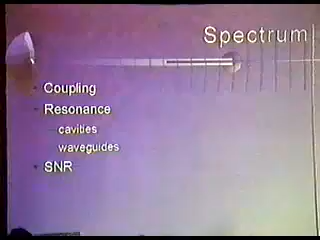 Spectrum
Coupling
Resonance
cavities
waveguides
SNR